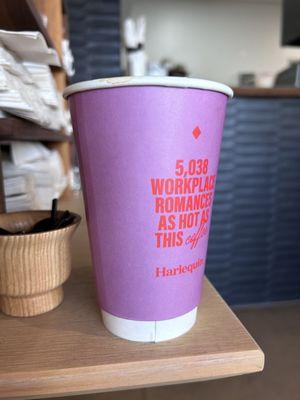 5,038
WORKPLACE
ROMANCES
AS HOT AS
THIS coffee
Harlequin